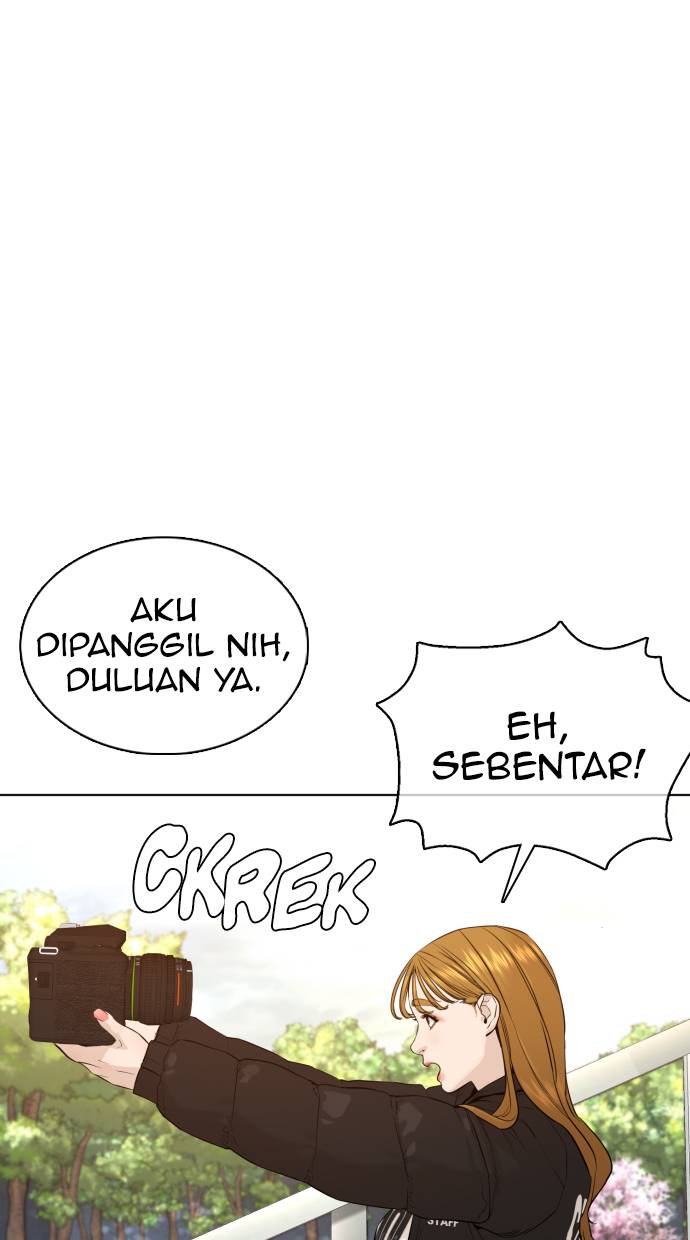 AKU
DIPANGGIL NIH,
DULUAN YA.
EH,
SEBENTAR!
CKREK
STAFF